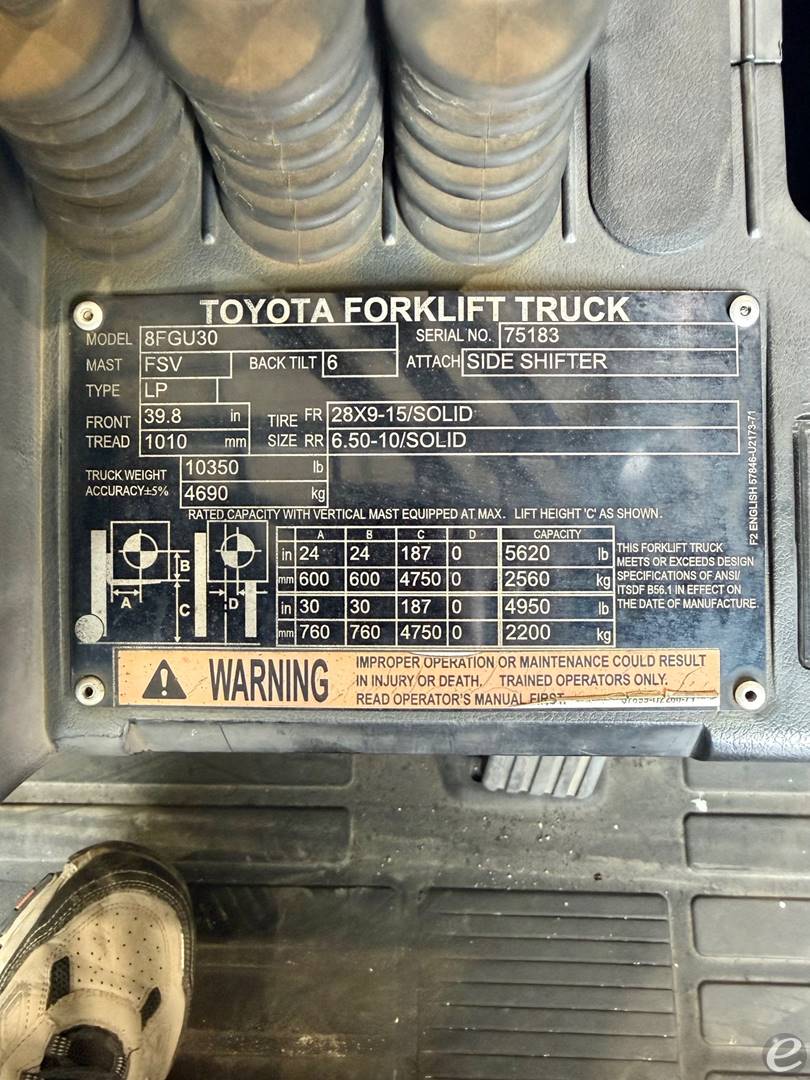 TOYOTA FORKLIFT TRUCK
MODEL 8FGU30 SERIAL NO. 75183
MAST FSV BACK TILT 6 ATTACH SIDE SHIFTER
TYPE LP
FRONT TREAD 39.8 in TIRE SIZE FR 28X9-15/SOLID
1010 mm RR 6.50-10/SOLID
TRUCK WEIGHT 10350 lb
ACCURACY±5% 4690 kg
RATED CAPACITY WITH VERTICAL MAST EQUIPPED AT MAX. LIFT HEIGHT 'C' AS SHOWN.
A B C D CAPACITY
in 24 24 187 0 5620 lb
mm 600 600 4750 0 2560 kg
in 30 30 187 0 4950 lb
mm 760 760 4750 0 2200 kg
A B C D
THIS FORKLIFT TRUCK
MEETS OR EXCEEDS DESIGN
SPECIFICATIONS OF ANSI/
ITSDF B56.1 IN EFFECT ON
THE DATE OF MANUFACTURE.
F2 ENGLISH 57846-U2173-71
WARNING
IMPROPER OPERATION OR MAINTENANCE COULD RESULT
IN INJURY OR DEATH. TRAINED OPERATORS ONLY.
READ OPERATOR'S MANUAL FIRST.
e